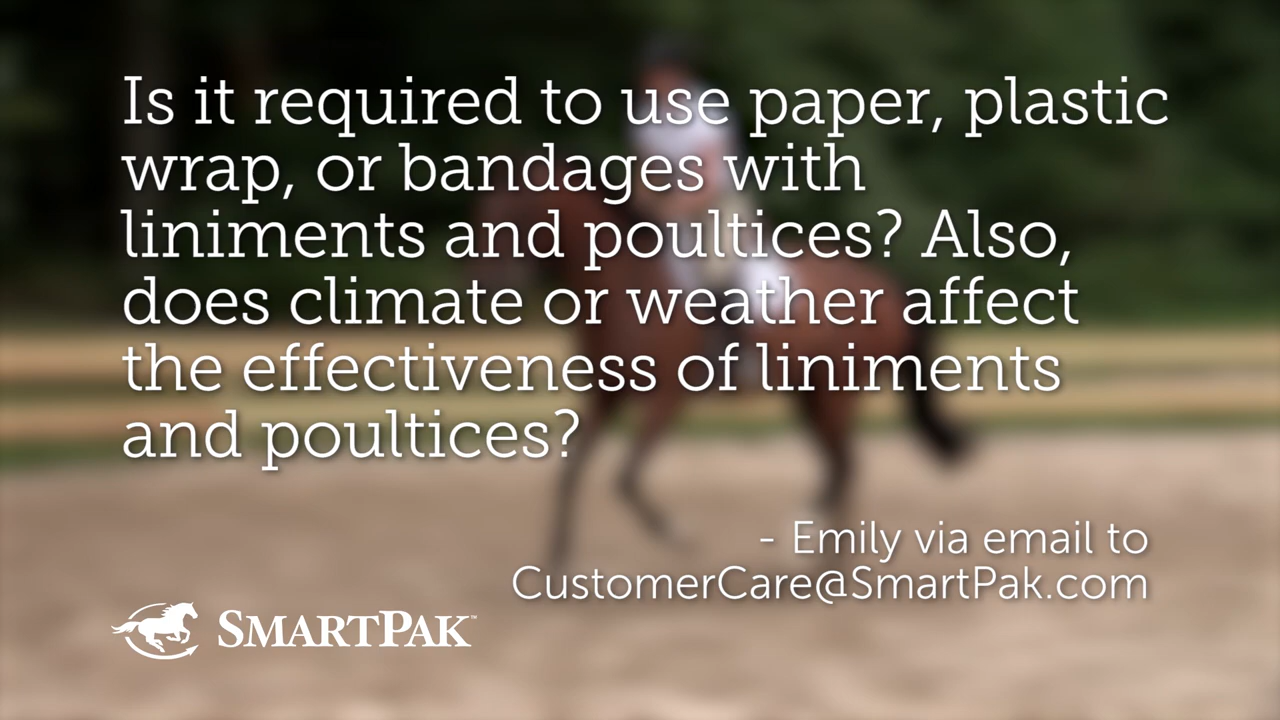 Is it required to use paper, plastic
wrap, or bandages with
liniments and poultices? Also,
does climate or weather affect
the effectiveness of liniments
and poultices?
- Emily via email to
CustomerCare@SmartPak.com
SMARTPAK™